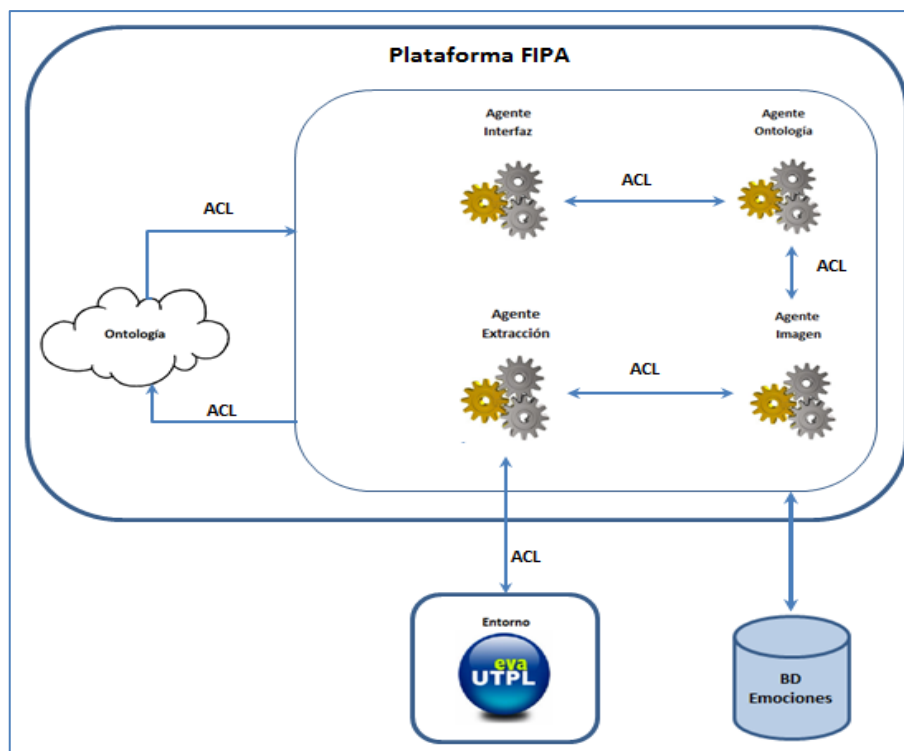 Plataforma FIPA
Agente
Interfaz
Agente
Ontología
ACL
ACL
ACL
Ontología
Agente
Extracción
Agente
Imagen
ACL
ACL
ACL
Entorno
eva
UTPL
BD
Emociones